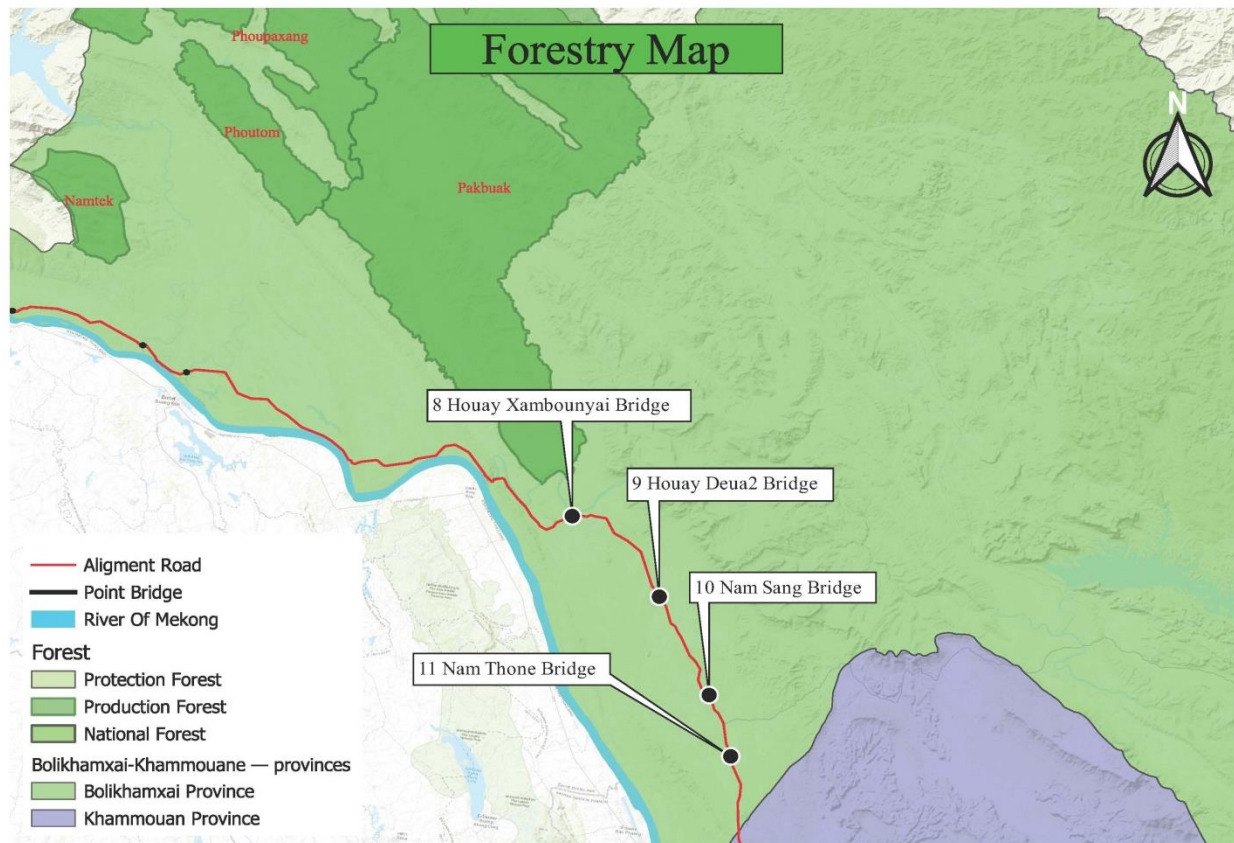 Forestry Map
Phoupaxang
Phoutom
Pakbuak
Namtek
N
8 Houay Xambounyai Bridge
9 Houay Deua2 Bridge
10 Nam Sang Bridge
11 Nam Thone Bridge
Aligment Road
Point Bridge
River Of Mekong
Forest
Protection Forest
Production Forest
National Forest
Bolikhamxai-Khammouane — provinces
Bolikhamxai Province
Khammouan Province